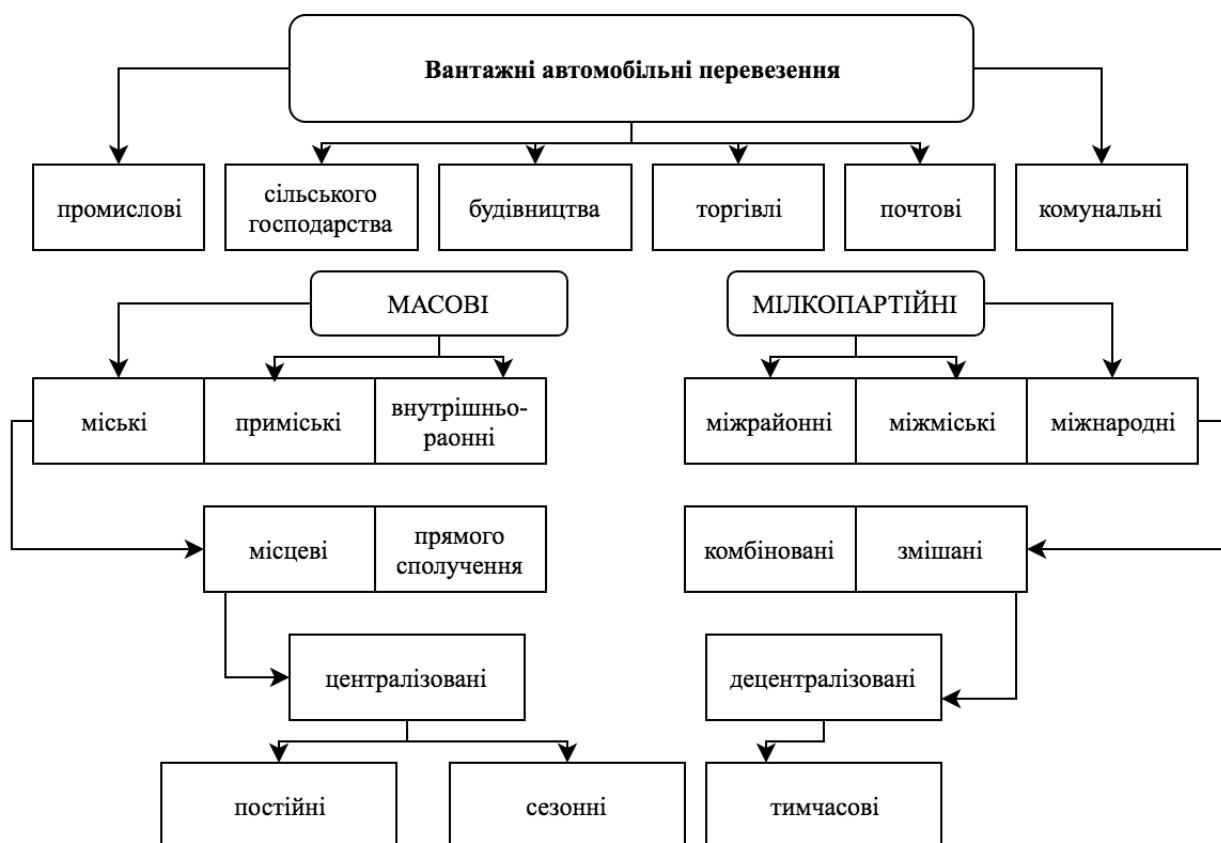 Вантажні автомобільні перевезення
промислові
сільського
господарства
будівництва
торгівлі
почтові
комунальні
МАСОВІ
МІЛКОПАРТІЙНІ
міські
приміські
внутрішньо-
раонні
міжрайонні
міжміські
міжнародні
місцеві
прямого
сполучення
комбіновані
змішані
централізовані
децентралізовані
постійні
сезонні
тимчасові